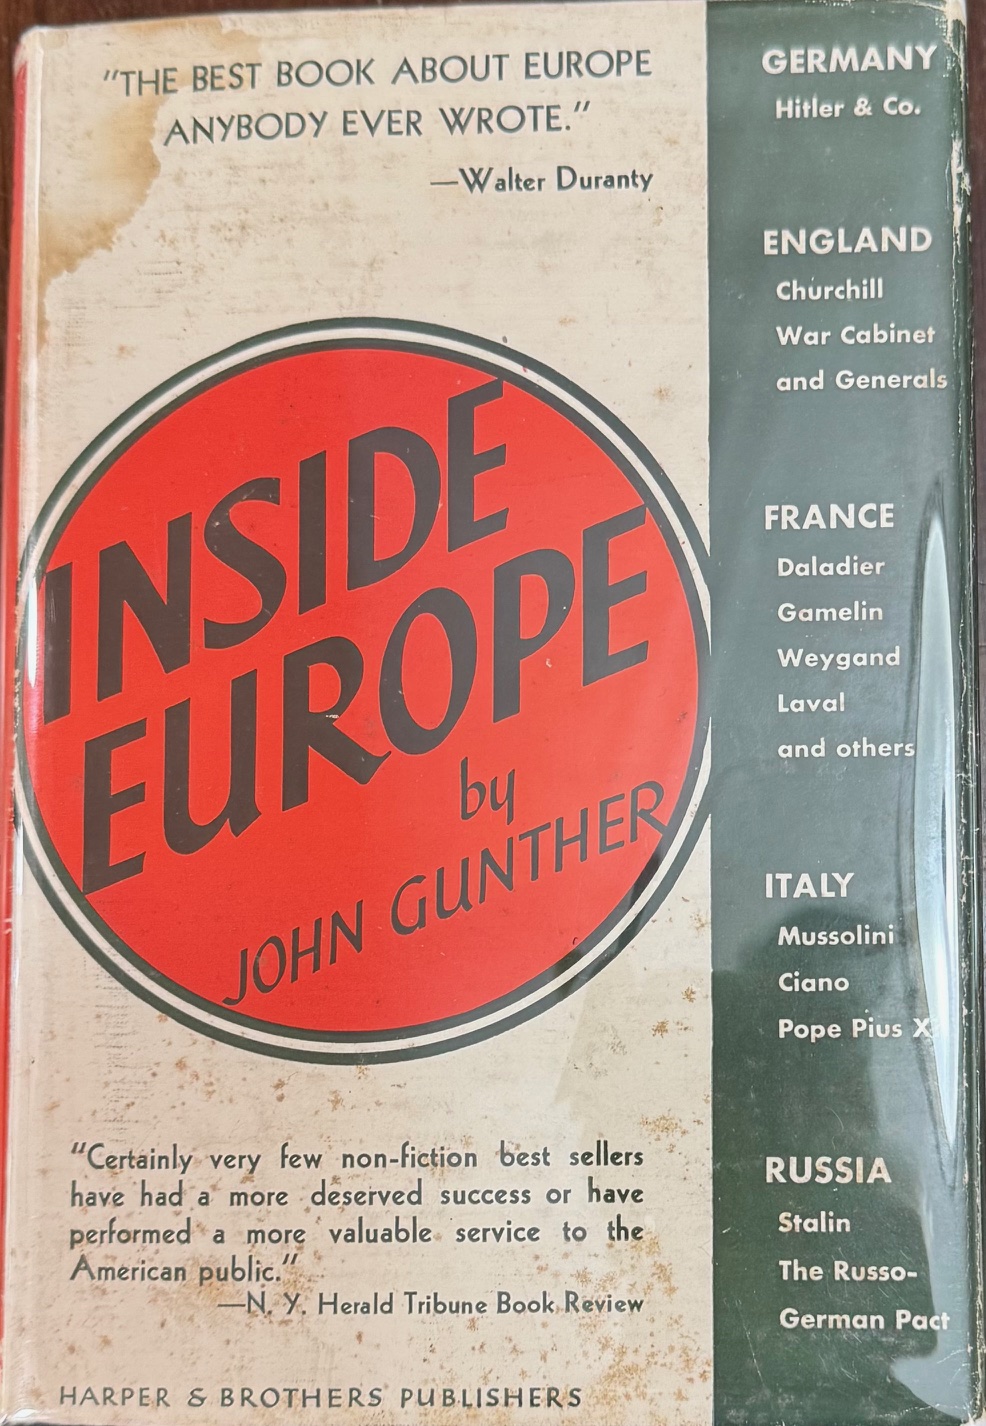 "THE BEST BOOK ABOUT EUROPE
ANYBODY EVER WROTE."
—Walter Duranty
INSIDE
EUROPE
by
JOHN GUNTHER
"Certainly very few non-fiction best sellers
have had a more deserved success or have
performed a more valuable service to the
American public."
—N. Y. Herald Tribune Book Review
HARPER & BROTHERS PUBLISHERS
GERMANY
Hitler & Co.
ENGLAND
Churchill
War Cabinet
and Generals
FRANCE
Daladier
Gamelin
Weygand
Laval
and others
ITALY
Mussolini
Ciano
Pope Pius
RUSSIA
Stalin
The Russo-
German Pact